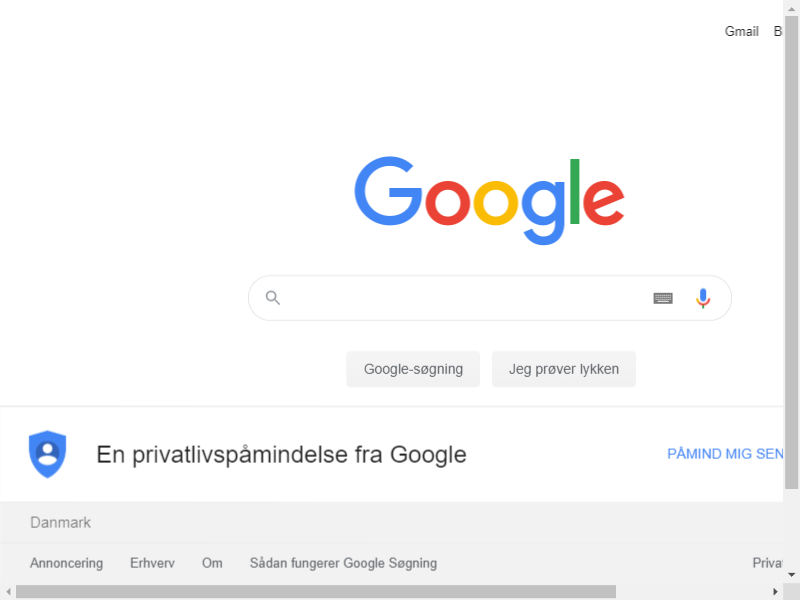 Gmail B
Google
Google-søgning
Jeg prøver lykken
En privatlivspåmindelse fra Google
PÅMIND MIG SEN
Danmark
Annoncering Erhverv Om Sådan fungerer Google Søgning Priva